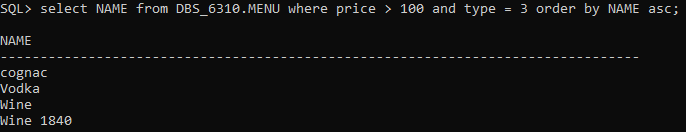 SQL> select NAME from DBS_6310.MENU where price > 100 and type = 3 order by NAME asc;
NAME
--------------------------------------------------------------------------------
cognac
Vodka
Wine
Wine 1840